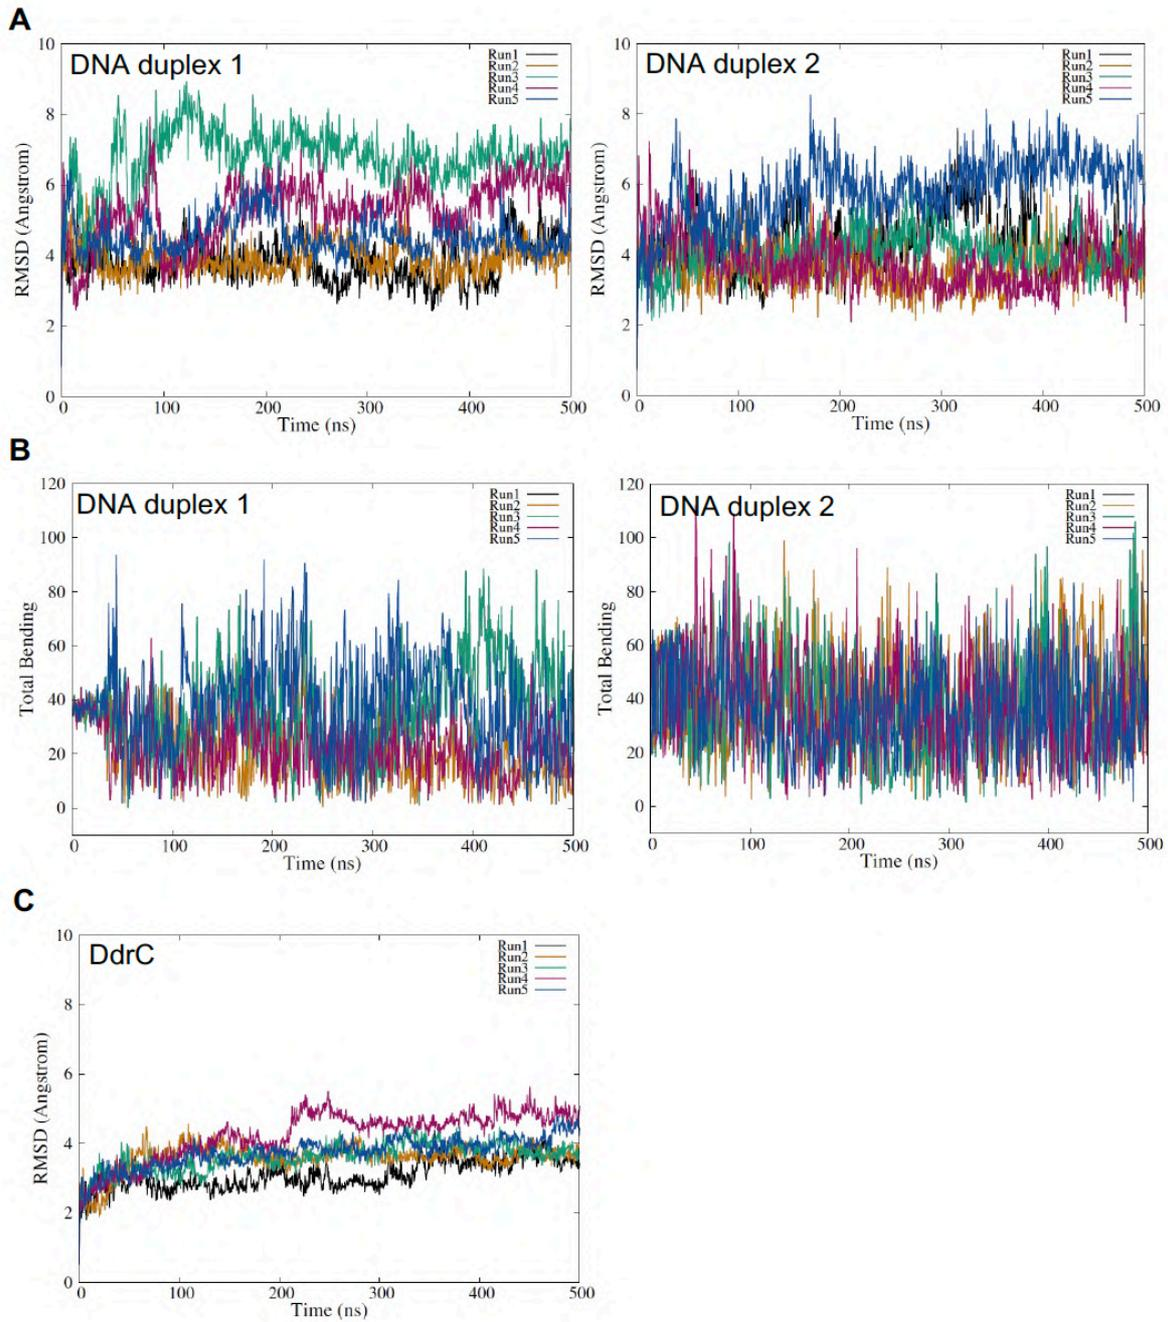 A
DNA duplex 1
Run1
Run2
Run3
Run4
Run5
10
8
6
4
2
0
RMSD (Angstrom)
0 100 200 300 400 500
Time (ns)
DNA duplex 2
Run1
Run2
Run3
Run4
Run5
10
8
6
4
2
0
RMSD (Angstrom)
0 100 200 300 400 500
Time (ns)
B
DNA duplex 1
Run1
Run2
Run3
Run4
Run5
120
100
80
60
40
20
0
Total Bending
0 100 200 300 400 500
Time (ns)
DNA duplex 2
Run1
Run2
Run3
Run4
Run5
120
100
80
60
40
20
0
Total Bending
0 100 200 300 400 500
Time (ns)
C
DdrC
Run1
Run2
Run3
Run4
Run5
10
8
6
4
2
0
RMSD (Angstrom)
0 100 200 300 400 500
Time (ns)